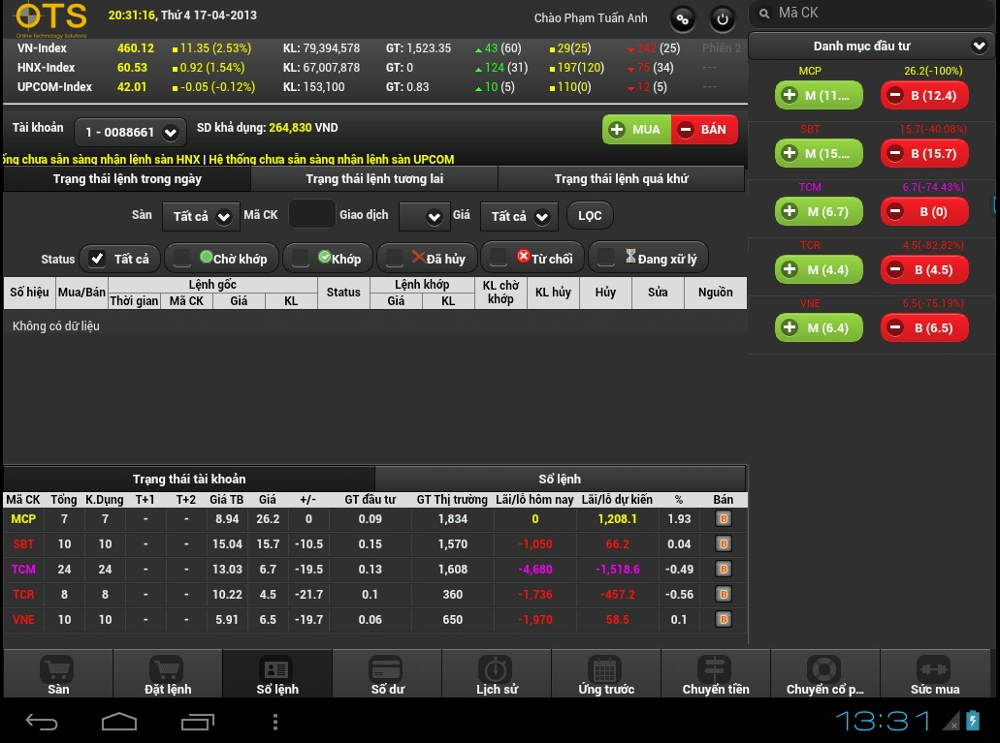 OTS
Online Technology Solutions
20:31:16, Thứ 4 17-04-2013
Chào Phạm Tuấn Anh
VN-Index 460.12 11.35 (2.53%) KL: 79,394,578 GT: 1,523.35 43 (60) 29(25) 242 (25) Phiên 2
HNX-Index 60.53 0.92 (1.54%) KL: 67,007,878 GT: 0 124 (31) 197(120) 75 (34) ---
UPCOM-Index 42.01 -0.05 (-0.12%) KL: 153,100 GT: 0.83 10 (5) 110(0) 12 (5) ---
Tài khoản 1 - 0088661 SD khả dụng: 264,830 VND MUA BÁN
ống chưa sẵn sàng nhận lệnh sàn HNX | Hệ thống chưa sẵn sàng nhận lệnh sàn UPCOM
Trạng thái lệnh trong ngày Trạng thái lệnh tương lai Trạng thái lệnh quá khứ
Sàn Tất cả Mã CK Giao dịch Giá Tất cả LỌC
Status Tất cả Chờ khớp Khớp Đã hủy Từ chối Đang xử lý
Số hiệu Mua/Bán Lệnh gốc Status Lệnh khớp KL chờ khớp KL hủy Hủy Sửa Nguồn
Thời gian Mã CK Giá KL Giá KL
Không có dữ liệu
Trạng thái tài khoản Sổ lệnh
Mã CK Tổng K.Dụng T+1 T+2 Giá TB Giá +/- GT đầu tư GT Thị trường Lãi/lỗ hôm nay Lãi/lỗ dự kiến % Bán
MCP 7 7 - - 8.94 26.2 0 0.09 1,834 0 1,208.1 1.93 B
SBT 10 10 - - 15.04 15.7 -10.5 0.15 1,570 -1,050 66.2 0.04 B
TCM 24 24 - - 13.03 6.7 -19.5 0.13 1,608 -4,680 -1,518.6 -0.49 B
TCR 8 8 - - 10.22 4.5 -21.7 0.1 360 -1,736 -457.2 -0.56 B
VNE 10 10 - - 5.91 6.5 -19.7 0.06 650 -1,970 58.5 0.1 B
Mã CK
Danh mục đầu tư
MCP 26.2(-100%)
M (11.... B (12.4)
SBT 15.7(-40.08%)
M (15.... B (15.7)
TCM 6.7(-74.43%)
M (6.7) B (0)
TCR 4.5(-82.82%)
M (4.4) B (4.5)
VNE 6.5(-75.19%)
M (6.4) B (6.5)
Sàn Đặt lệnh Sổ lệnh Số dư Lịch sử Ứng trước Chuyển tiền Chuyển cổ p... Sức mua
13:31